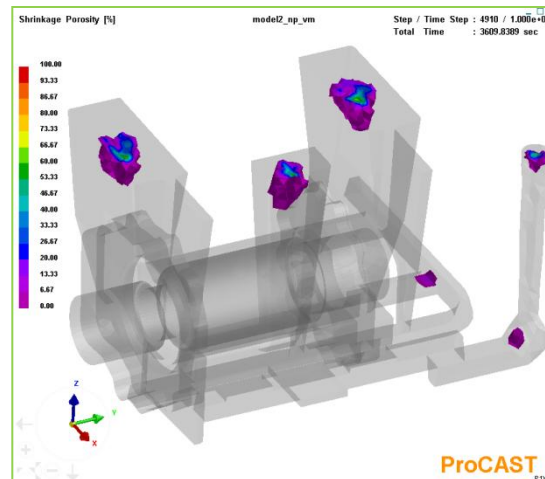 Shrinkage Porosity [%]
model2_np_vm
Step / Time Step : 4910 / 1.000e+0
Total Time : 3609.8389 sec
100.00
93.33
86.67
80.00
73.33
66.67
60.00
53.33
46.67
40.00
33.33
26.67
20.00
13.33
6.67
0.00
Z
Y
X
ProCAST